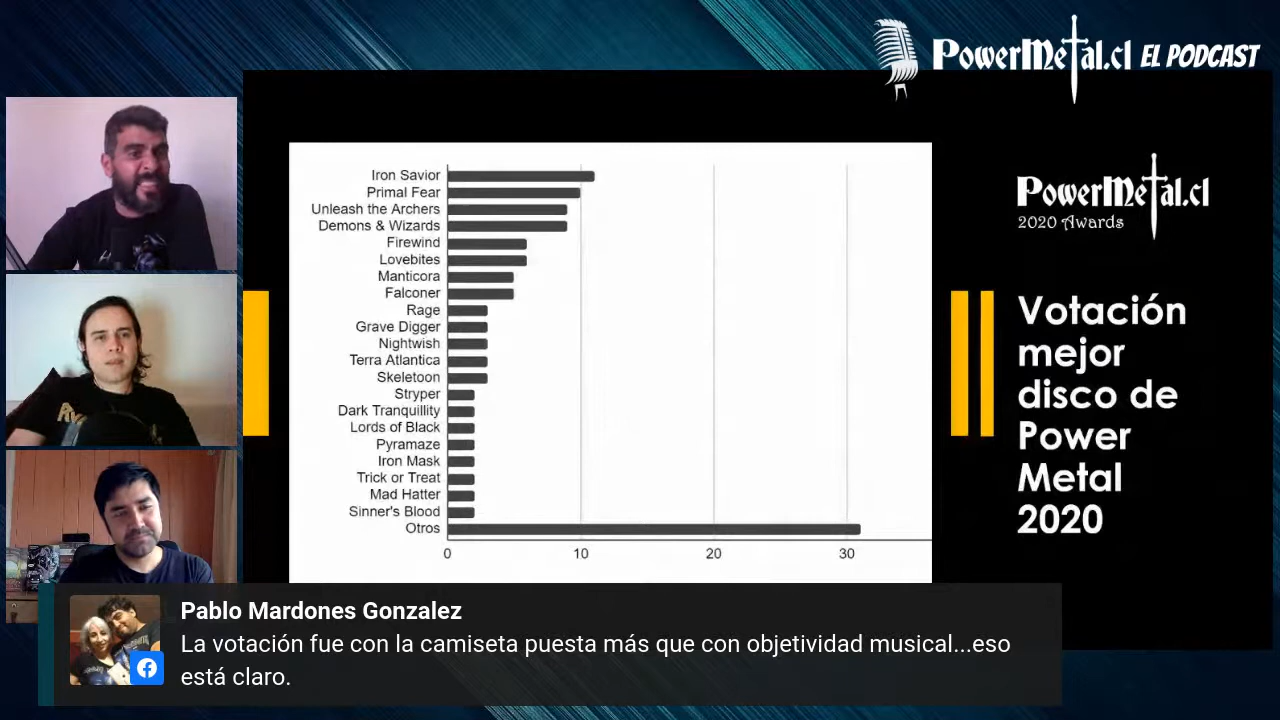 PowerMetal.cl EL PODCAST
PowerMetal.cl
2020 Awards
Votación
mejor
disco de
Power
Metal
2020
Iron Savior
Primal Fear
Unleash the Archers
Demons & Wizards
Firewind
Lovebites
Manticora
Falconer
Rage
Grave Digger
Nightwish
Terra Atlantica
Skeletoon
Stryper
Dark Tranquillity
Lords of Black
Pyramaze
Iron Mask
Trick or Treat
Mad Hatter
Sinner's Blood
Otros
0 10 20 30
Pablo Mardones Gonzalez
La votación fue con la camiseta puesta más que con objetividad musical...eso
está claro.